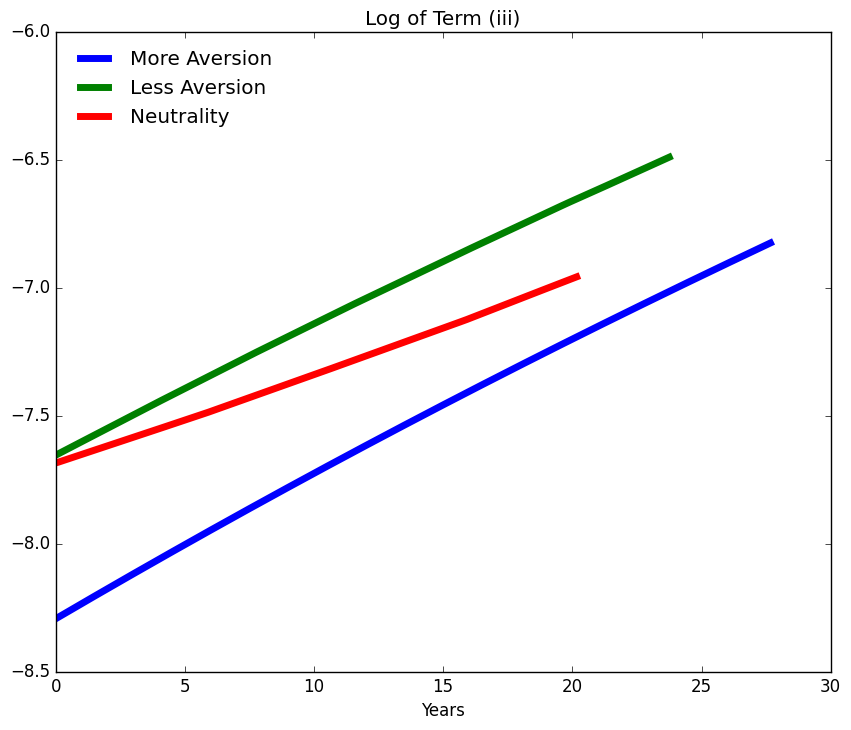 Log of Term (iii)
−6.0
More Aversion
Less Aversion
Neutrality
−6.5
−7.0
−7.5
−8.0
−8.5
0 5 10 15 20 25 30
Years